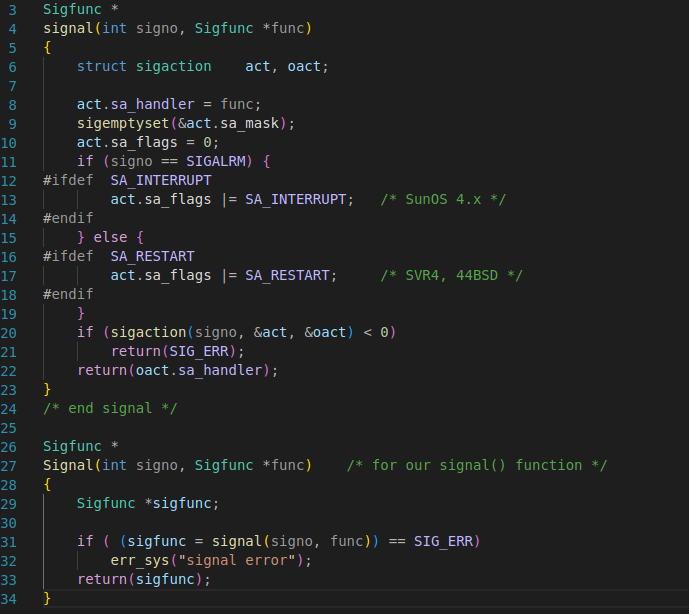 3 Sigfunc *
4 signal(int signo, Sigfunc *func)
5 {
6     struct sigaction    act, oact;
7
8     act.sa_handler = func;
9     sigemptyset(&act.sa_mask);
10     act.sa_flags = 0;
11     if (signo == SIGALRM) {
12 #ifdef  SA_INTERRUPT
13         act.sa_flags |= SA_INTERRUPT;   /* SunOS 4.x */
14 #endif
15     } else {
16 #ifdef  SA_RESTART
17         act.sa_flags |= SA_RESTART;     /* SVR4, 44BSD */
18 #endif
19     }
20     if (sigaction(signo, &act, &oact) < 0)
21         return(SIG_ERR);
22     return(oact.sa_handler);
23 }
24 /* end signal */
25
26 Sigfunc *
27 Signal(int signo, Sigfunc *func)    /* for our signal() function */
28 {
29     Sigfunc *sigfunc;
30
31     if ( (sigfunc = signal(signo, func)) == SIG_ERR)
32         err_sys("signal error");
33     return(sigfunc);
34 }